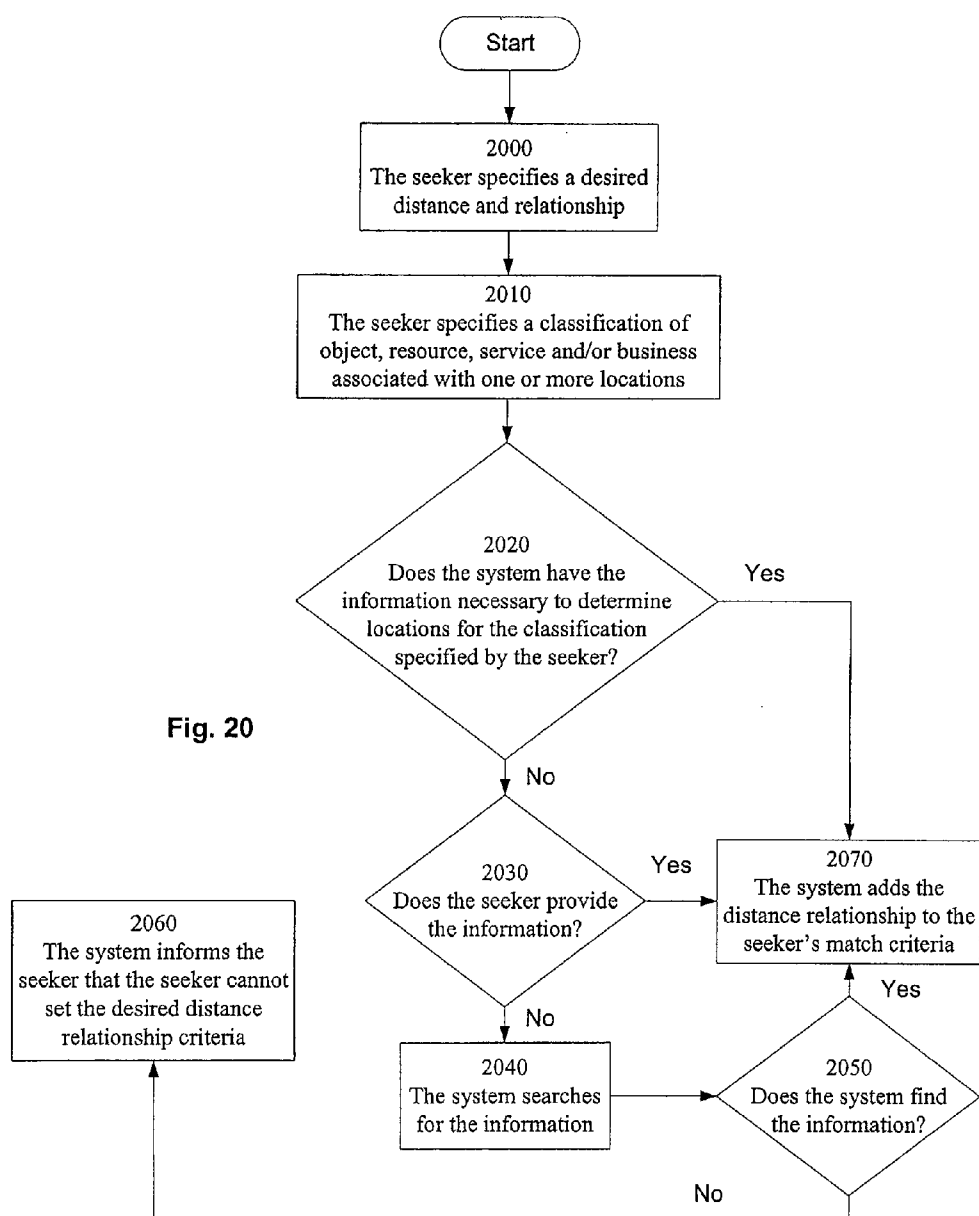 Start
2000
The seeker specifies a desired
distance and relationship
2010
The seeker specifies a classification of
object, resource, service and/or business
associated with one or more locations
2020
Does the system have the
information necessary to determine
locations for the classification
specified by the seeker?
Yes
Fig. 20
No
2030
Does the seeker provide
the information?
Yes
2070
The system adds the
distance relationship to the
seeker's match criteria
2060
The system informs the
seeker that the seeker cannot
set the desired distance
relationship criteria
No
Yes
2040
The system searches
for the information
2050
Does the system find
the information?
No